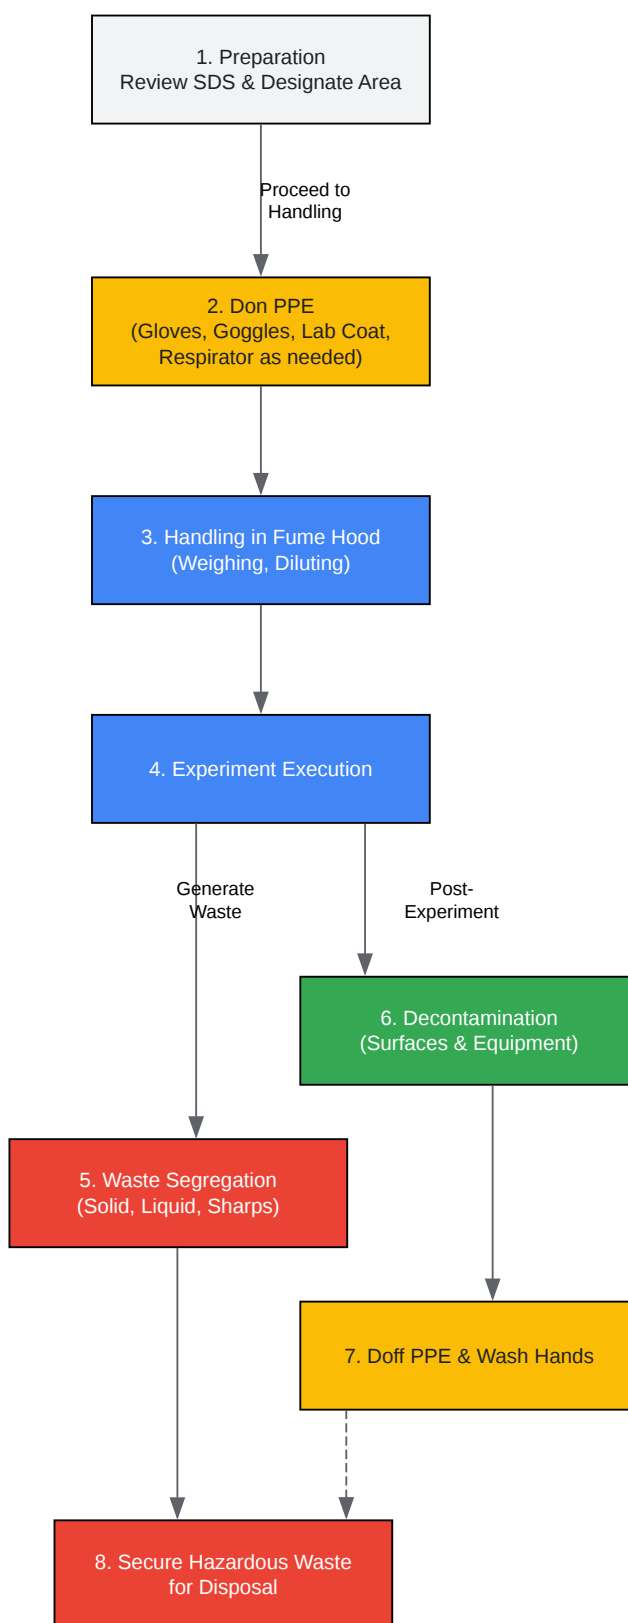 1. Preparation
Review SDS & Designate Area
Proceed to
Handling
2. Don PPE
(Gloves, Goggles, Lab Coat,
Respirator as needed)
3. Handling in Fume Hood
(Weighing, Diluting)
4. Experiment Execution
Generate
Waste
Post-
Experiment
6. Decontamination
(Surfaces & Equipment)
5. Waste Segregation
(Solid, Liquid, Sharps)
7. Doff PPE & Wash Hands
8. Secure Hazardous Waste
for Disposal